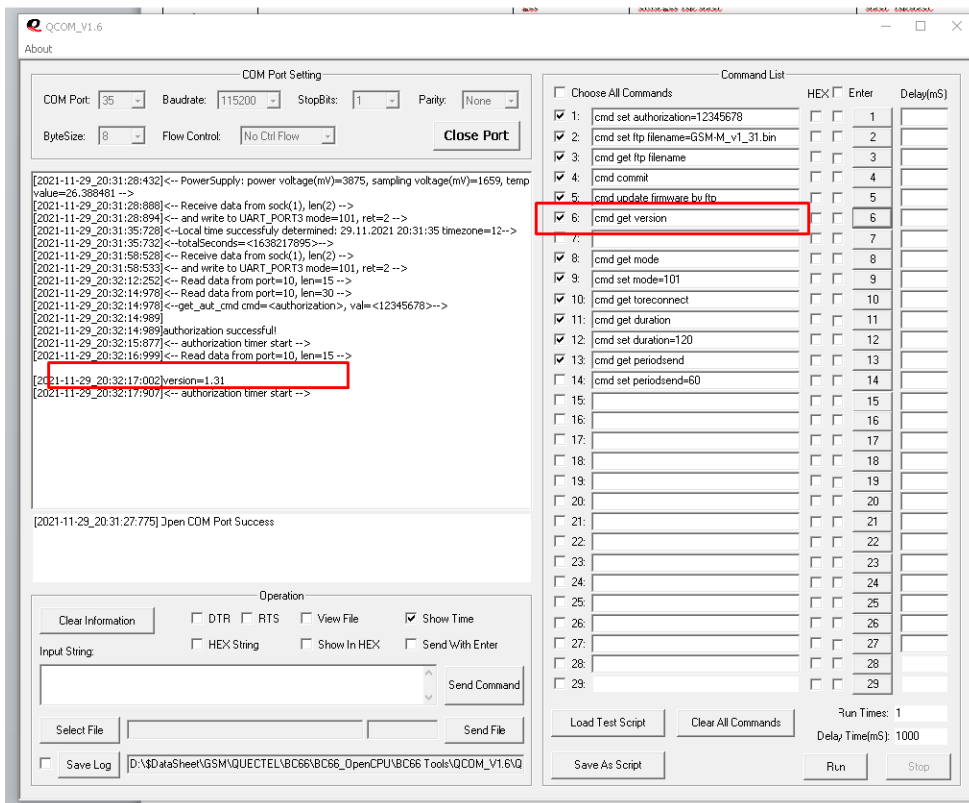 QCOM_V1.6
About
COM Port Setting
COM Port: 35 Baudrate: 115200 StopBits: 1 Parity: None
ByteSize: 8 Flow Control: No Ctrl Flow Close Port
[2021-11-29_20:31:28:432]<-- PowerSupply: power voltage(mV)=3875, sampling voltage(mV)=1659, temp
value=26.388481 -->
[2021-11-29_20:31:28:888]<-- Receive data from sock(1), len(2) -->
[2021-11-29_20:31:28:894]<-- and write to UART_PORT3 mode=101, ret=2 -->
[2021-11-29_20:31:35:728]<--Local time successfuly determined: 29.11.2021 20:31:35 timezone=12-->
[2021-11-29_20:31:35:732]<--totalSeconds=<1638217895>-->
[2021-11-29_20:31:58:528]<-- Receive data from sock(1), len(2) -->
[2021-11-29_20:31:58:533]<-- and write to UART_PORT3 mode=101, ret=2 -->
[2021-11-29_20:32:12:252]<-- Read data from port=10, len=15 -->
[2021-11-29_20:32:14:978]<-- Read data from port=10, len=30 -->
[2021-11-29_20:32:14:978]<--get_aut_cmd cmd=<authorization>, val=<12345678>-->
[2021-11-29_20:32:14:989]
[2021-11-29_20:32:14:989]authorization successful!
[2021-11-29_20:32:15:877]<-- authorization timer start -->
[2021-11-29_20:32:16:999]<-- Read data from port=10, len=15 -->
[2021-11-29_20:32:17:002]version=1.31
[2021-11-29_20:32:17:907]<-- authorization timer start -->
[2021-11-29_20:31:27:775] Open COM Port Success
Operation
Clear Information DTR RTS View File Show Time
HEX String Show In HEX Send With Enter
Input String:
Send Command
Select File Send File
Save Log D:\$DataSheet\GSM\QUECTEL\BC66\BC66_OpenCPU\BC66 Tools\QCOM_V1.6\Q
Command List
Choose All Commands HEX Enter Delay(mS)
1: cmd set authorization=12345678 1
2: cmd set ftp filename=GSM-M_v1_31.bin 2
3: cmd get ftp filename 3
4: cmd commit 4
5: cmd update firmware by ftp 5
6: cmd get version 6
7: 7
8: cmd get mode 8
9: cmd set mode=101 9
10: cmd get toreconnect 10
11: cmd get duration 11
12: cmd set duration=120 12
13: cmd get periodsend 13
14: cmd set periodsend=60 14
15: 15
16: 16
17: 17
18: 18
19: 19
20: 20
21: 21
22: 22
23: 23
24: 24
25: 25
26: 26
27: 27
28: 28
29: 29
Load Test Script Clear All Commands Run Times: 1
Delay Time(mS): 1000
Save As Script Run Stop